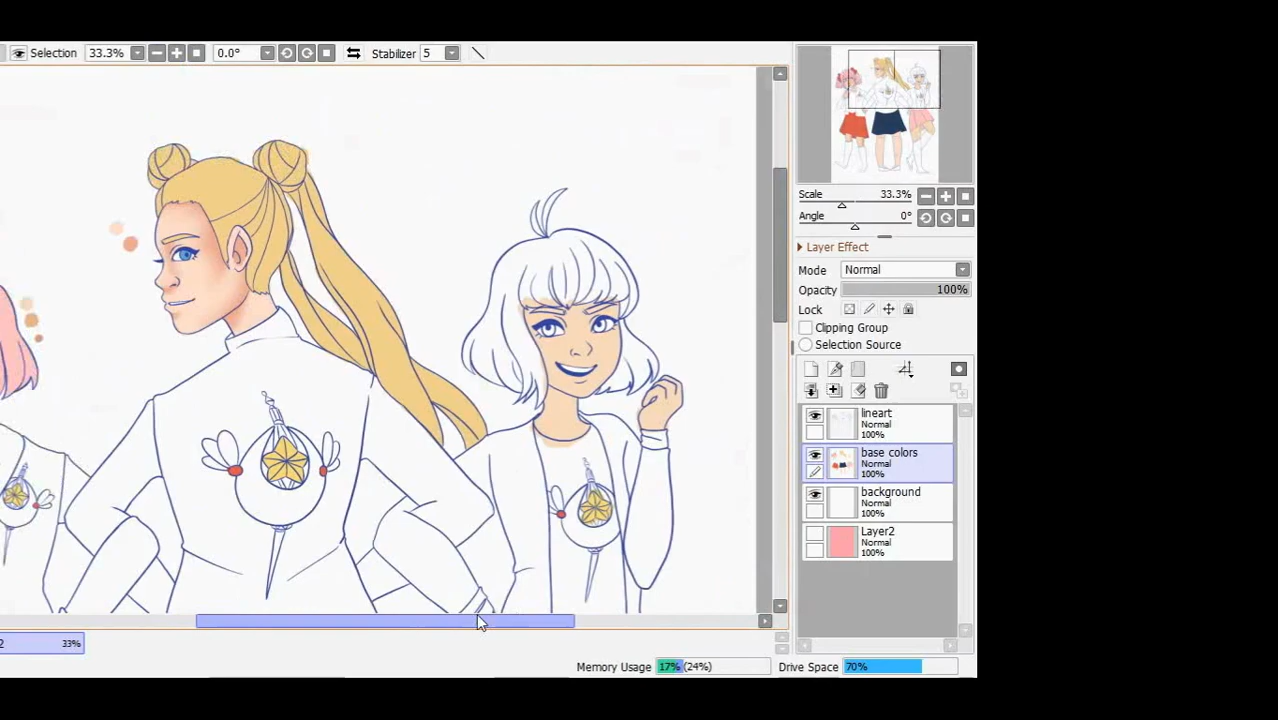 Selection 33.3% 0.0° Stabilizer 5
Scale 33.3%
Angle 0°
Layer Effect
Mode Normal
Opacity 100%
Lock
Clipping Group
Selection Source
lineart
Normal
100%
base colors
Normal
100%
background
Normal
100%
Layer2
Normal
100%
2 33%
Memory Usage 17% (24%) Drive Space 70%